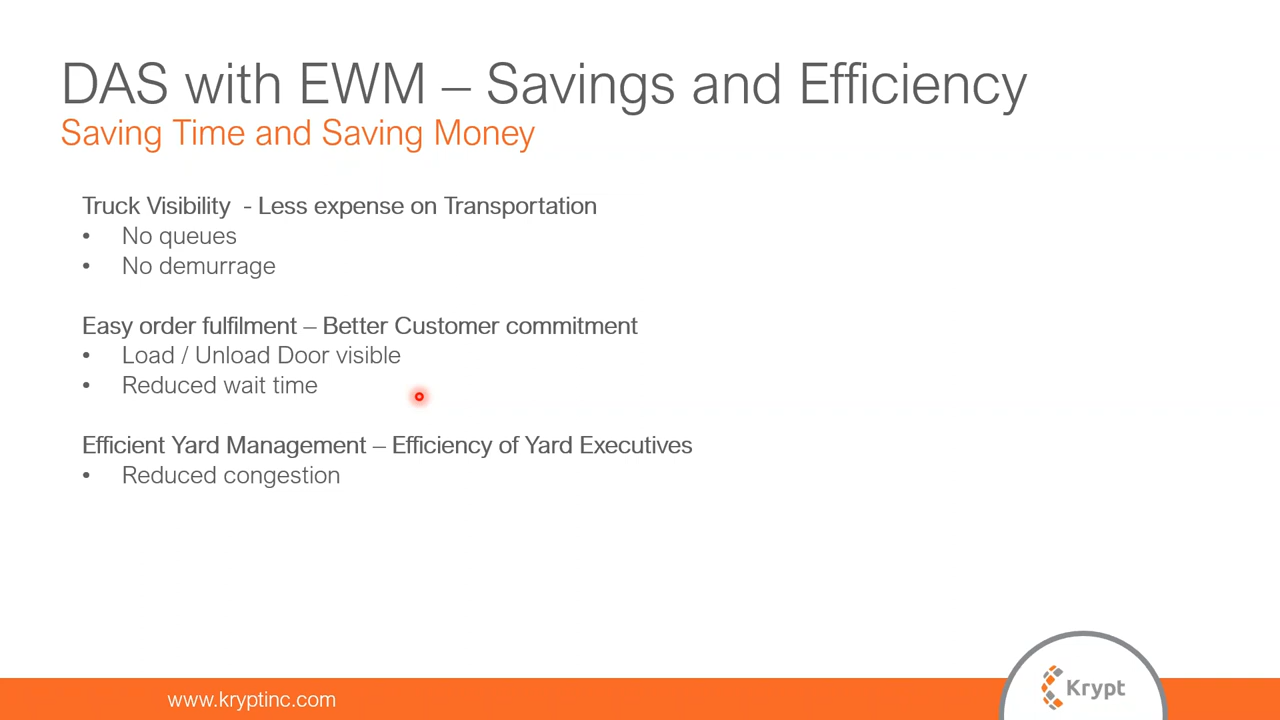 DAS with EWM – Savings and Efficiency
Saving Time and Saving Money
Truck Visibility  - Less expense on Transportation
• No queues
• No demurrage
Easy order fulfilment – Better Customer commitment
• Load / Unload Door visible
• Reduced wait time
Efficient Yard Management – Efficiency of Yard Executives
• Reduced congestion
www.kryptinc.com
Krypt